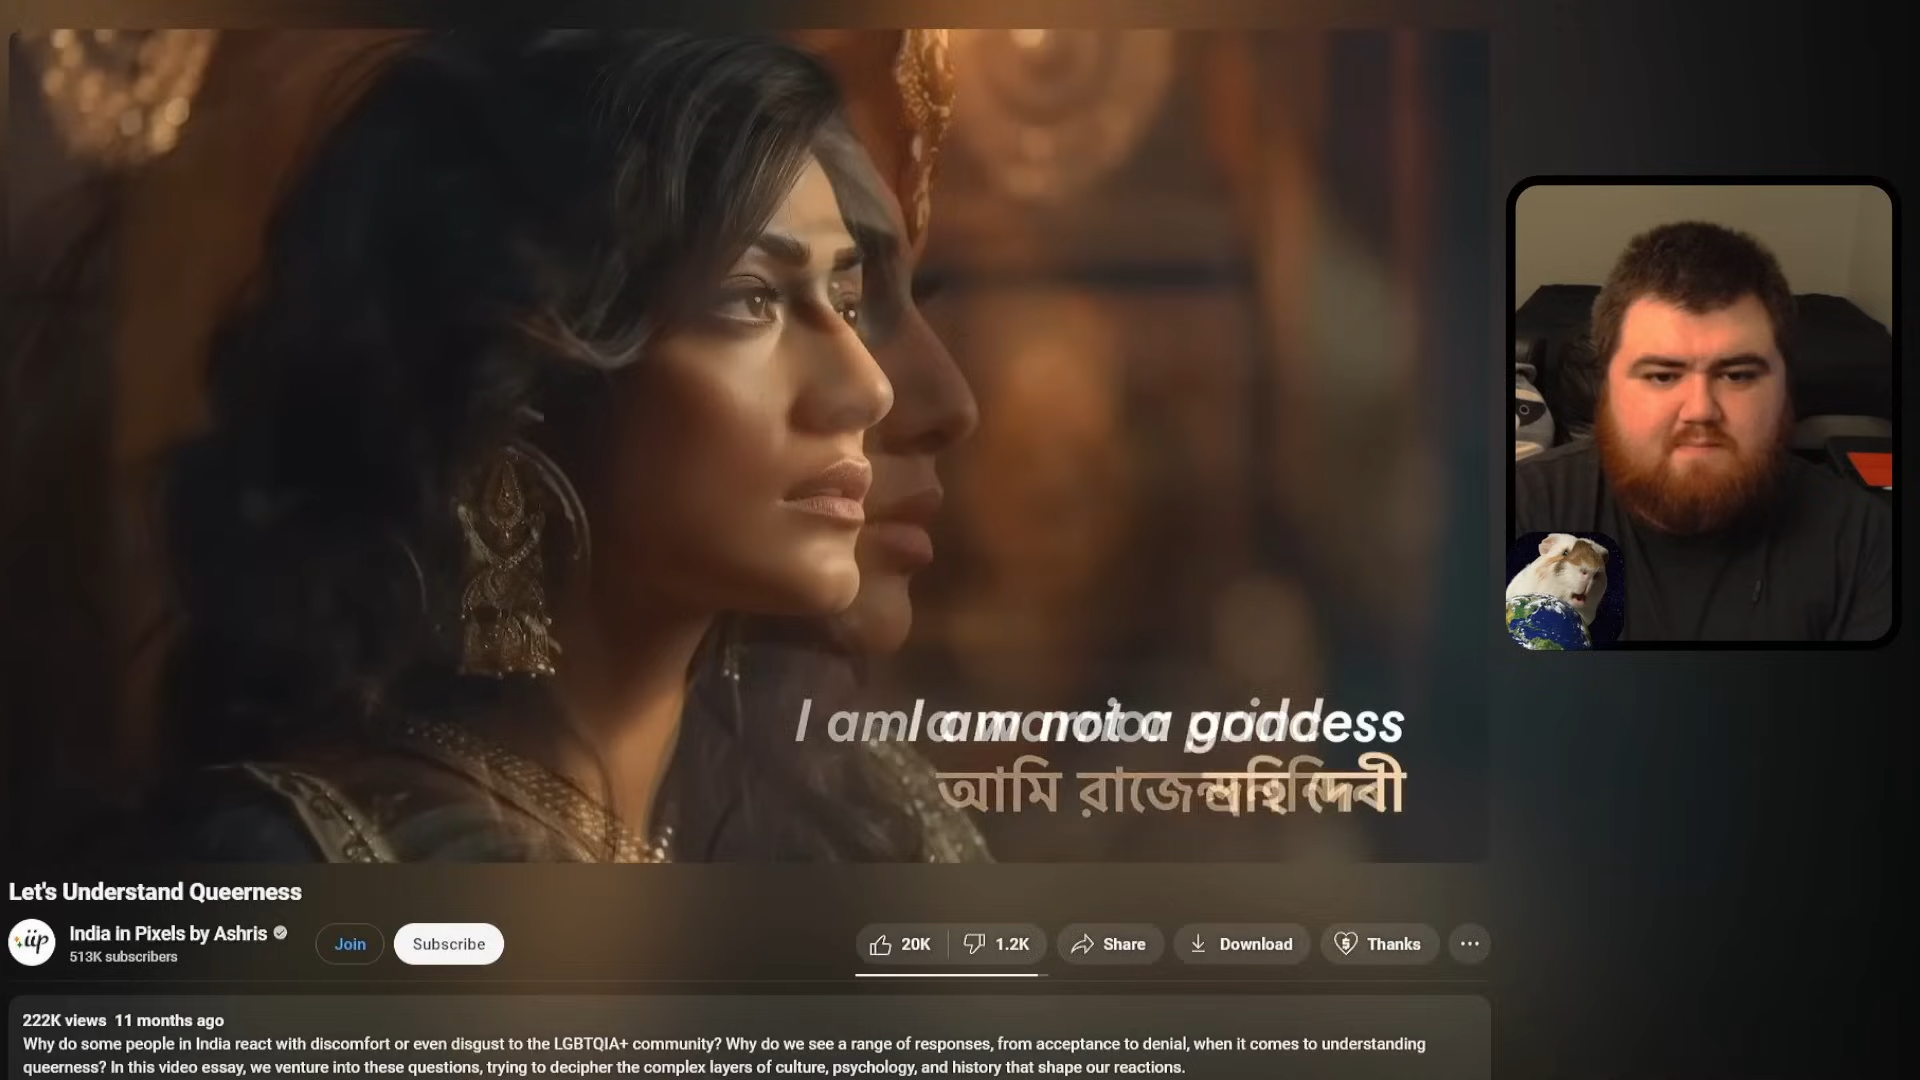 I am not a goddess
Let's Understand Queerness
iip
India in Pixels by Ashris
513K subscribers
Join
Subscribe
20K
1.2K
Share
Download
Thanks
222K views 11 months ago
Why do some people in India react with discomfort or even disgust to the LGBTQIA+ community? Why do we see a range of responses, from acceptance to denial, when it comes to understanding
queerness? In this video essay, we venture into these questions, trying to decipher the complex layers of culture, psychology, and history that shape our reactions.